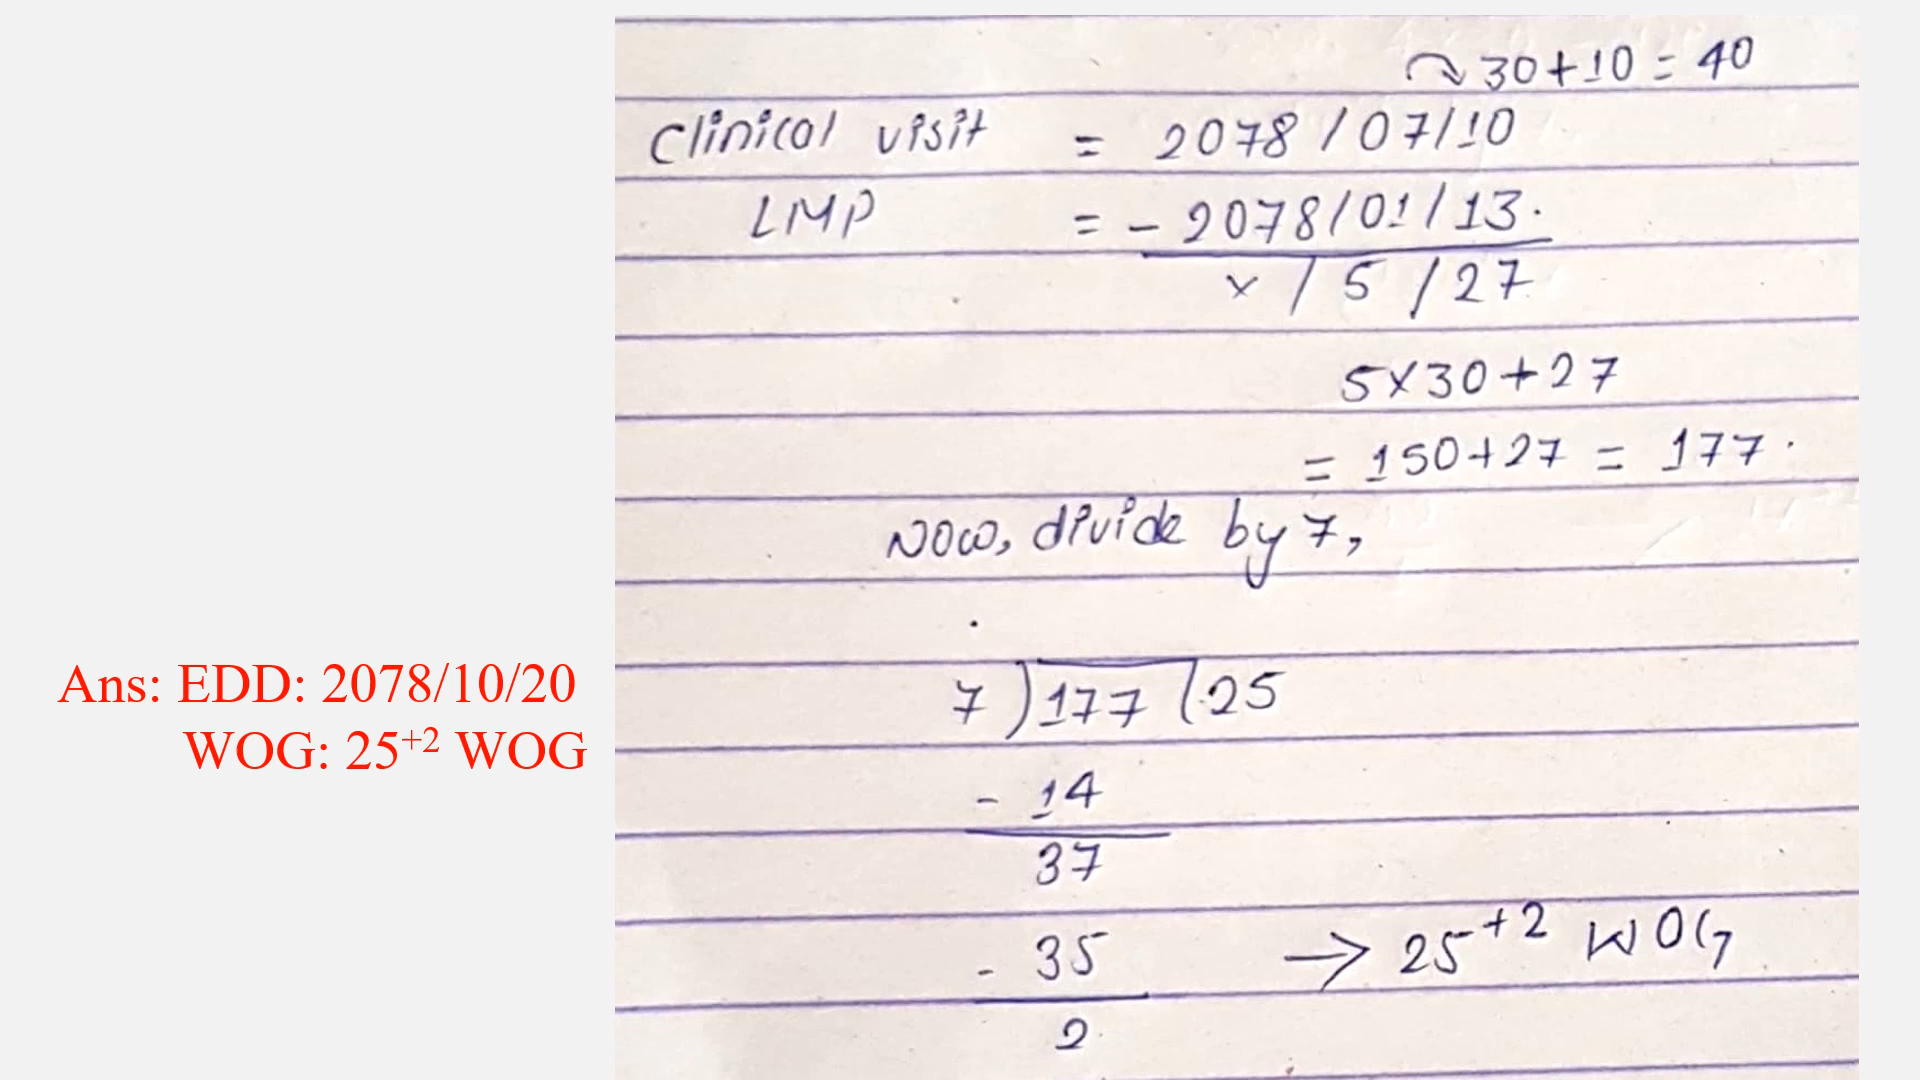 Ans: EDD: 2078/10/20
WOG: 25⁺² WOG
30+10 = 40
Clinical visit = 2078/07/10
LMP = - 2078/01/13.
x / 5 / 27
5x30+27
= 150+27 = 177.
Now, divide by 7,
7 ) 177 ( 25
- 14
37
- 35 → 25⁺² WOG
2